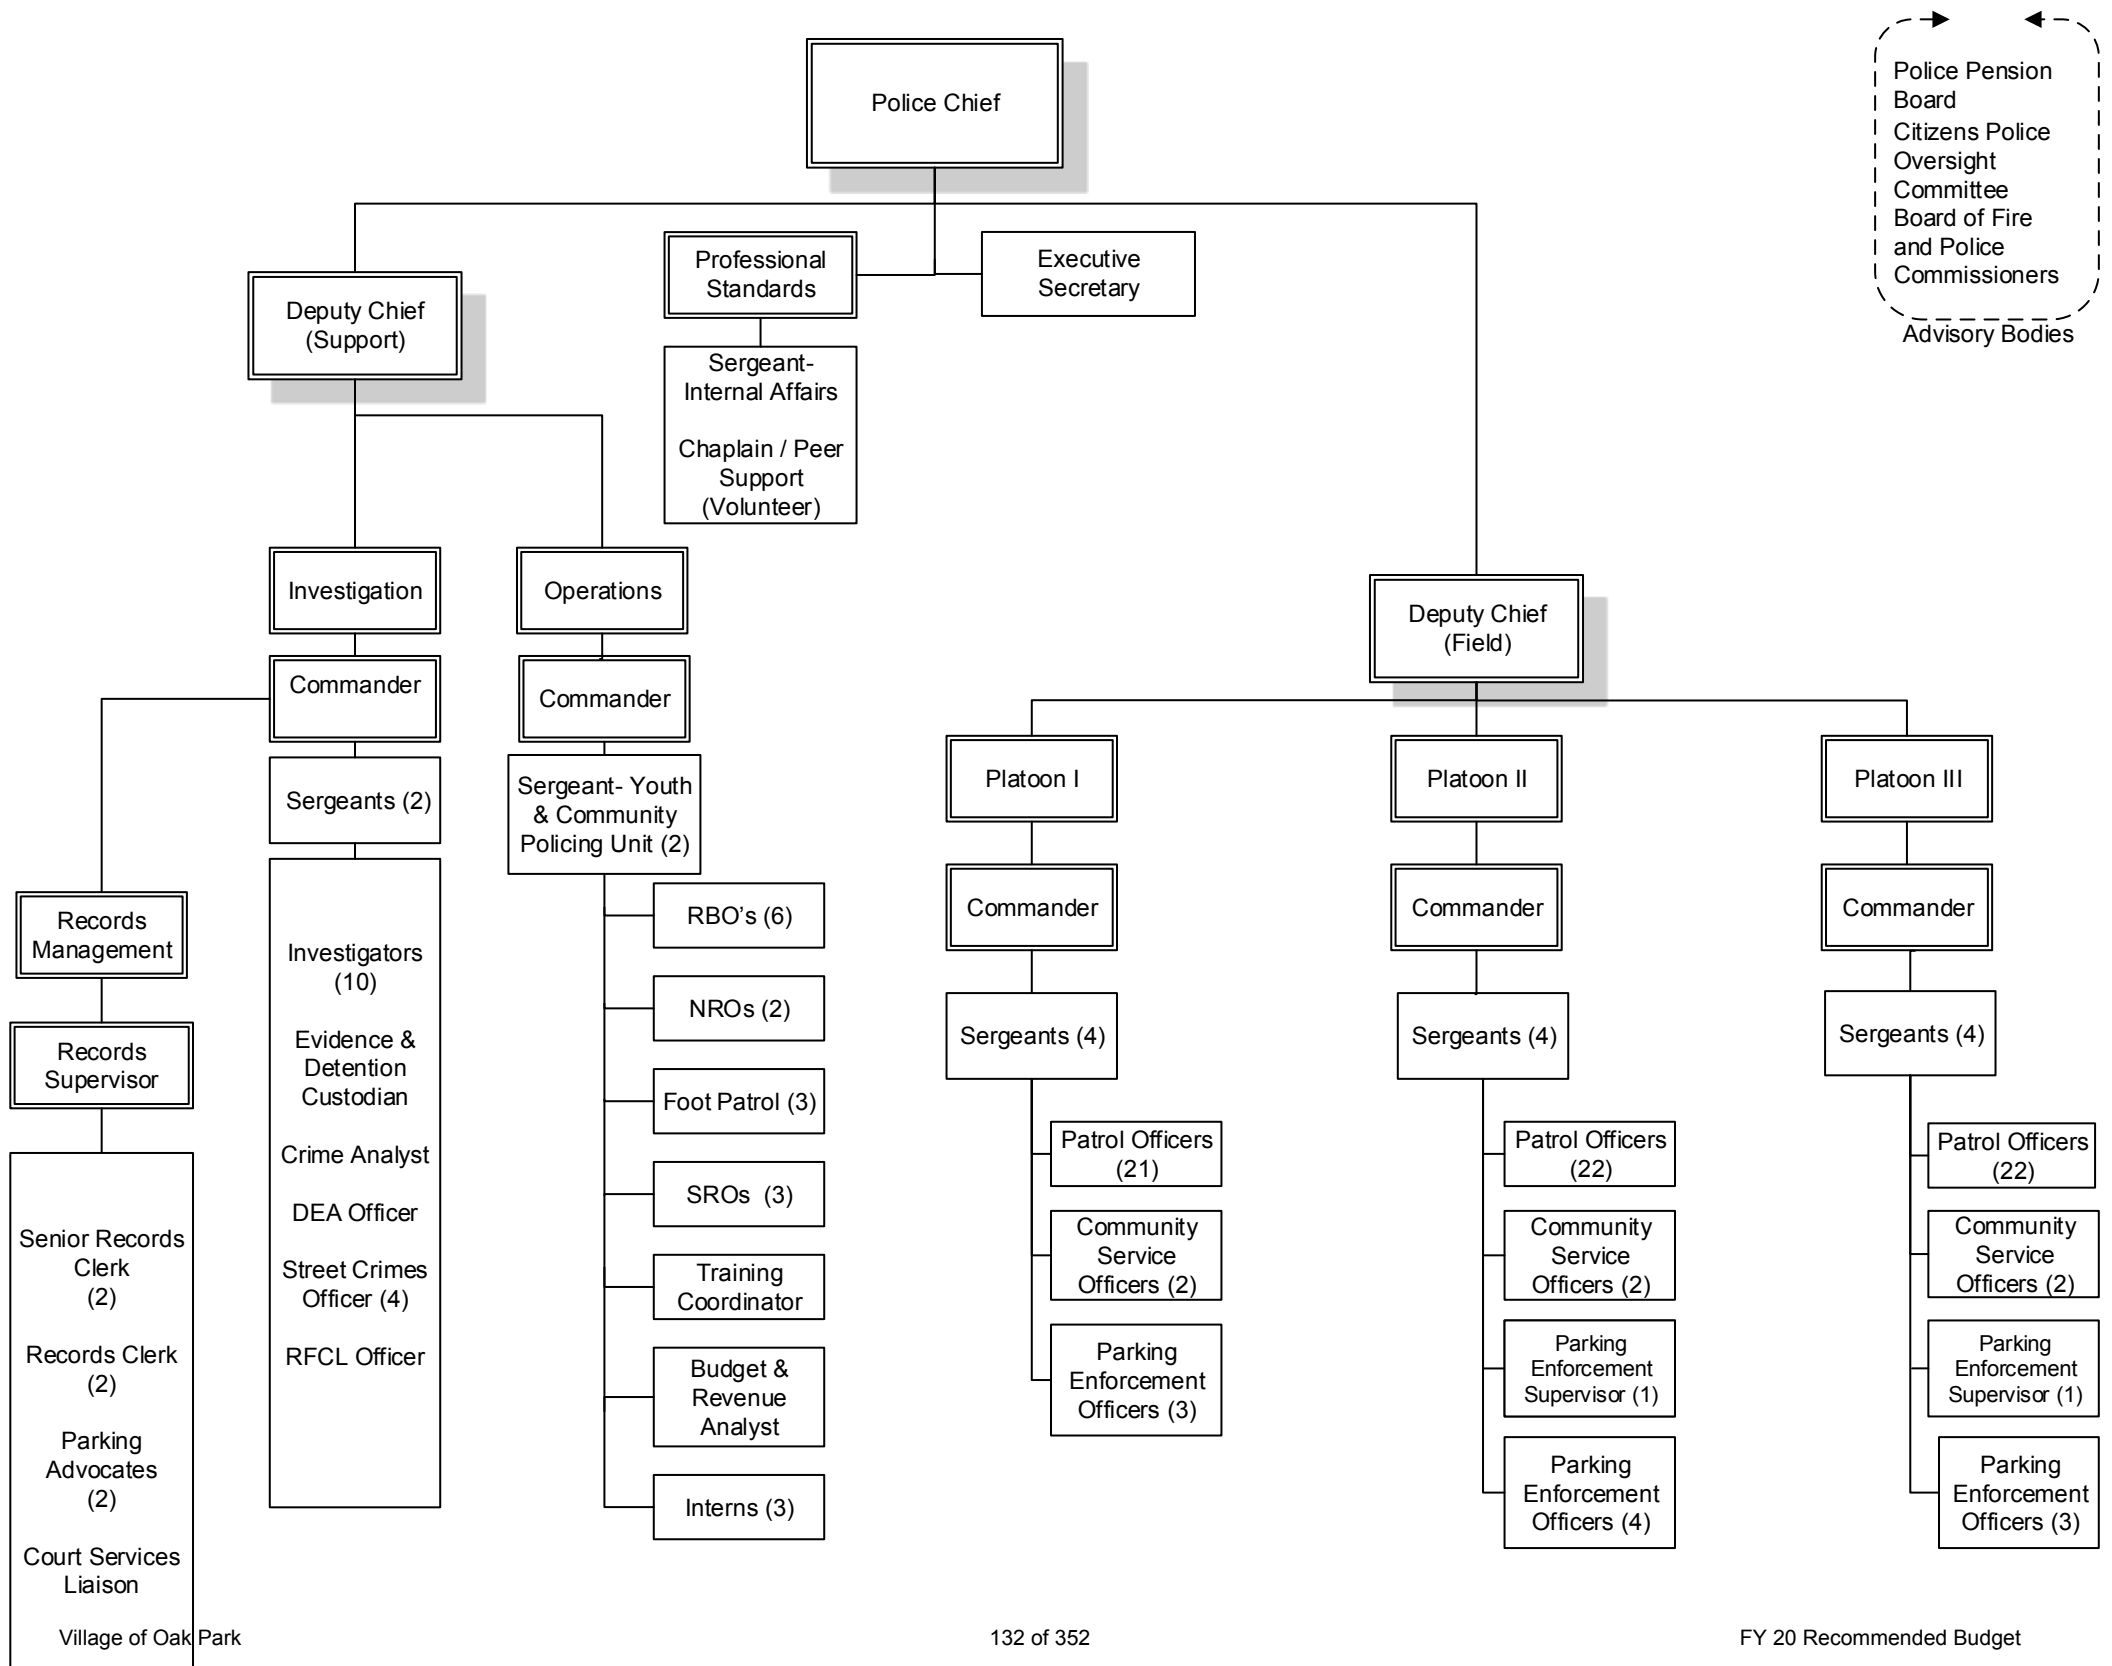 Police Chief
Police Pension
Board
Citizens Police
Oversight
Committee
Board of Fire
and Police
Commissioners
Advisory Bodies
Professional
Standards
Executive
Secretary
Deputy Chief
(Support)
Sergeant-
Internal Affairs
Chaplain / Peer
Support
(Volunteer)
Investigation
Operations
Deputy Chief
(Field)
Commander
Commander
Sergeants (2)
Sergeant- Youth
& Community
Policing Unit (2)
Platoon I
Platoon II
Platoon III
Commander
Commander
Commander
Records
Management
Records
Supervisor
Senior Records
Clerk
(2)
Records Clerk
(2)
Parking
Advocates
(2)
Court Services
Liaison
Investigators
(10)
Evidence &
Detention
Custodian
Crime Analyst
DEA Officer
Street Crimes
Officer (4)
RFCL Officer
RBO’s (6)
NROs (2)
Foot Patrol (3)
SROs  (3)
Training
Coordinator
Budget &
Revenue
Analyst
Interns (3)
Sergeants (4)
Patrol Officers
(21)
Community
Service
Officers (2)
Parking
Enforcement
Officers (3)
Sergeants (4)
Patrol Officers
(22)
Community
Service
Officers (2)
Parking
Enforcement
Supervisor (1)
Parking
Enforcement
Officers (4)
Sergeants (4)
Patrol Officers
(22)
Community
Service
Officers (2)
Parking
Enforcement
Supervisor (1)
Parking
Enforcement
Officers (3)
Village of Oak Park
132 of 352
FY 20 Recommended Budget